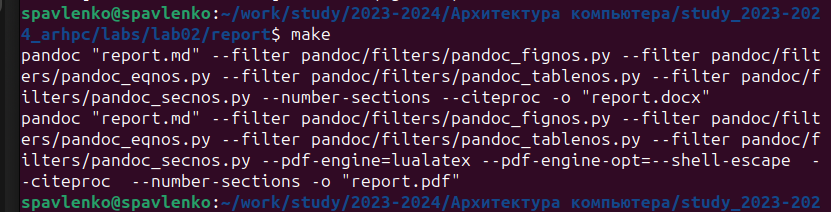 spavlenko@spavlenko:~/work/study/2023-2024/Архитектура компьютера/study_2023-202
4_arhpc/labs/lab02/report$ make
pandoc "report.md" --filter pandoc/filters/pandoc_fignos.py --filter pandoc/filt
ers/pandoc_eqnos.py --filter pandoc/filters/pandoc_tablenos.py --filter pandoc/f
ilters/pandoc_secnos.py --number-sections --citeproc -o "report.docx"
pandoc "report.md" --filter pandoc/filters/pandoc_fignos.py --filter pandoc/filt
ers/pandoc_eqnos.py --filter pandoc/filters/pandoc_tablenos.py --filter pandoc/f
ilters/pandoc_secnos.py --pdf-engine=lualatex --pdf-engine-opt=--shell-escape  -
-citeproc  --number-sections -o "report.pdf"
spavlenko@spavlenko:~/work/study/2023-2024/Архитектура компьютера/study_2023-202